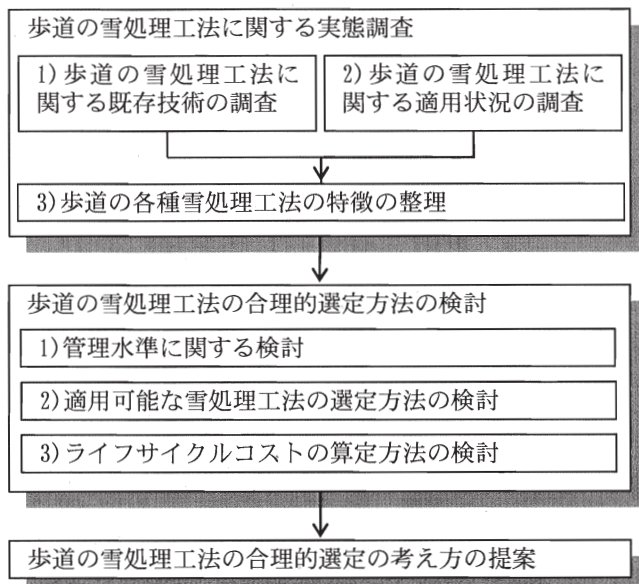 歩道の雪処理工法に関する実態調査
1)歩道の雪処理工法に
関する既存技術の調査
2)歩道の雪処理工法に
関する適用状況の調査
3)歩道の各種雪処理工法の特徴の整理
歩道の雪処理工法の合理的選定方法の検討
1)管理水準に関する検討
2)適用可能な雪処理工法の選定方法の検討
3)ライフサイクルコストの算定方法の検討
歩道の雪処理工法の合理的選定の考え方の提案